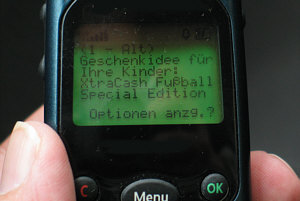 (1 - Alt)
Geschenkidee für
Ihre Kinder:
XtraCash Fußball
Special Edition
Optionen anzg.?
C
Menu
OK